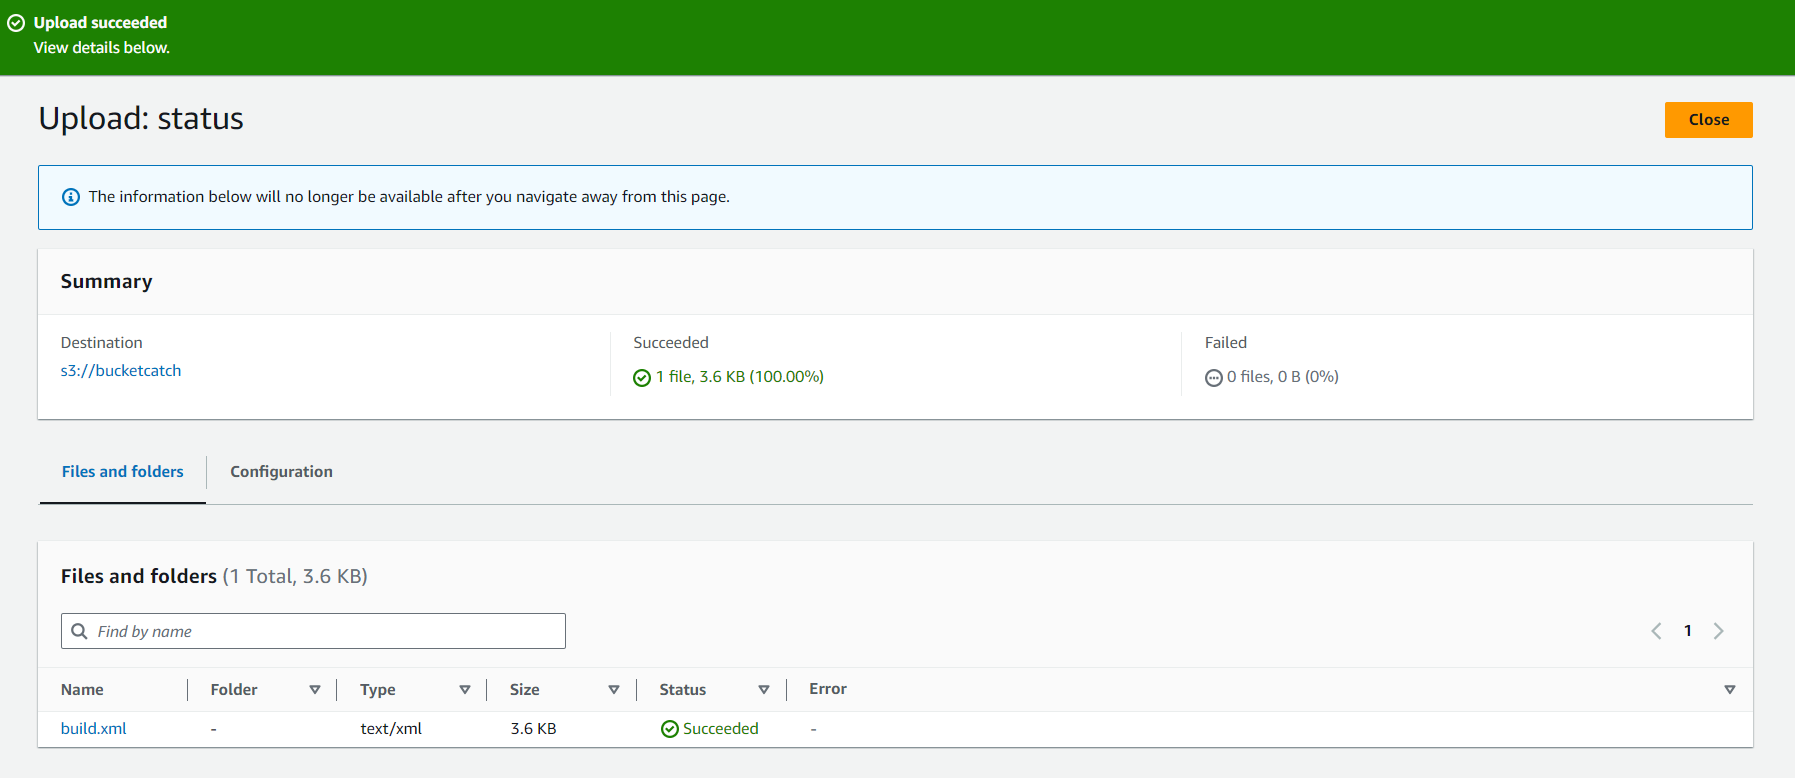 Upload succeeded
View details below.
Upload: status
Close
The information below will no longer be available after you navigate away from this page.
Summary
Destination
s3://bucketcatch
Succeeded
1 file, 3.6 KB (100.00%)
Failed
0 files, 0 B (0%)
Files and folders
Configuration
Files and folders (1 Total, 3.6 KB)
Find by name
1
Name Folder Type Size Status Error
build.xml - text/xml 3.6 KB Succeeded -